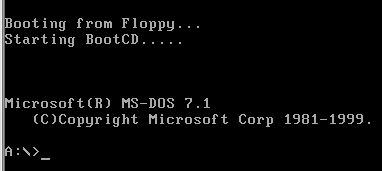 Booting from Floppy...
Starting BootCD.....
Microsoft(R) MS-DOS 7.1
(C)Copyright Microsoft Corp 1981-1999.
A:\>_